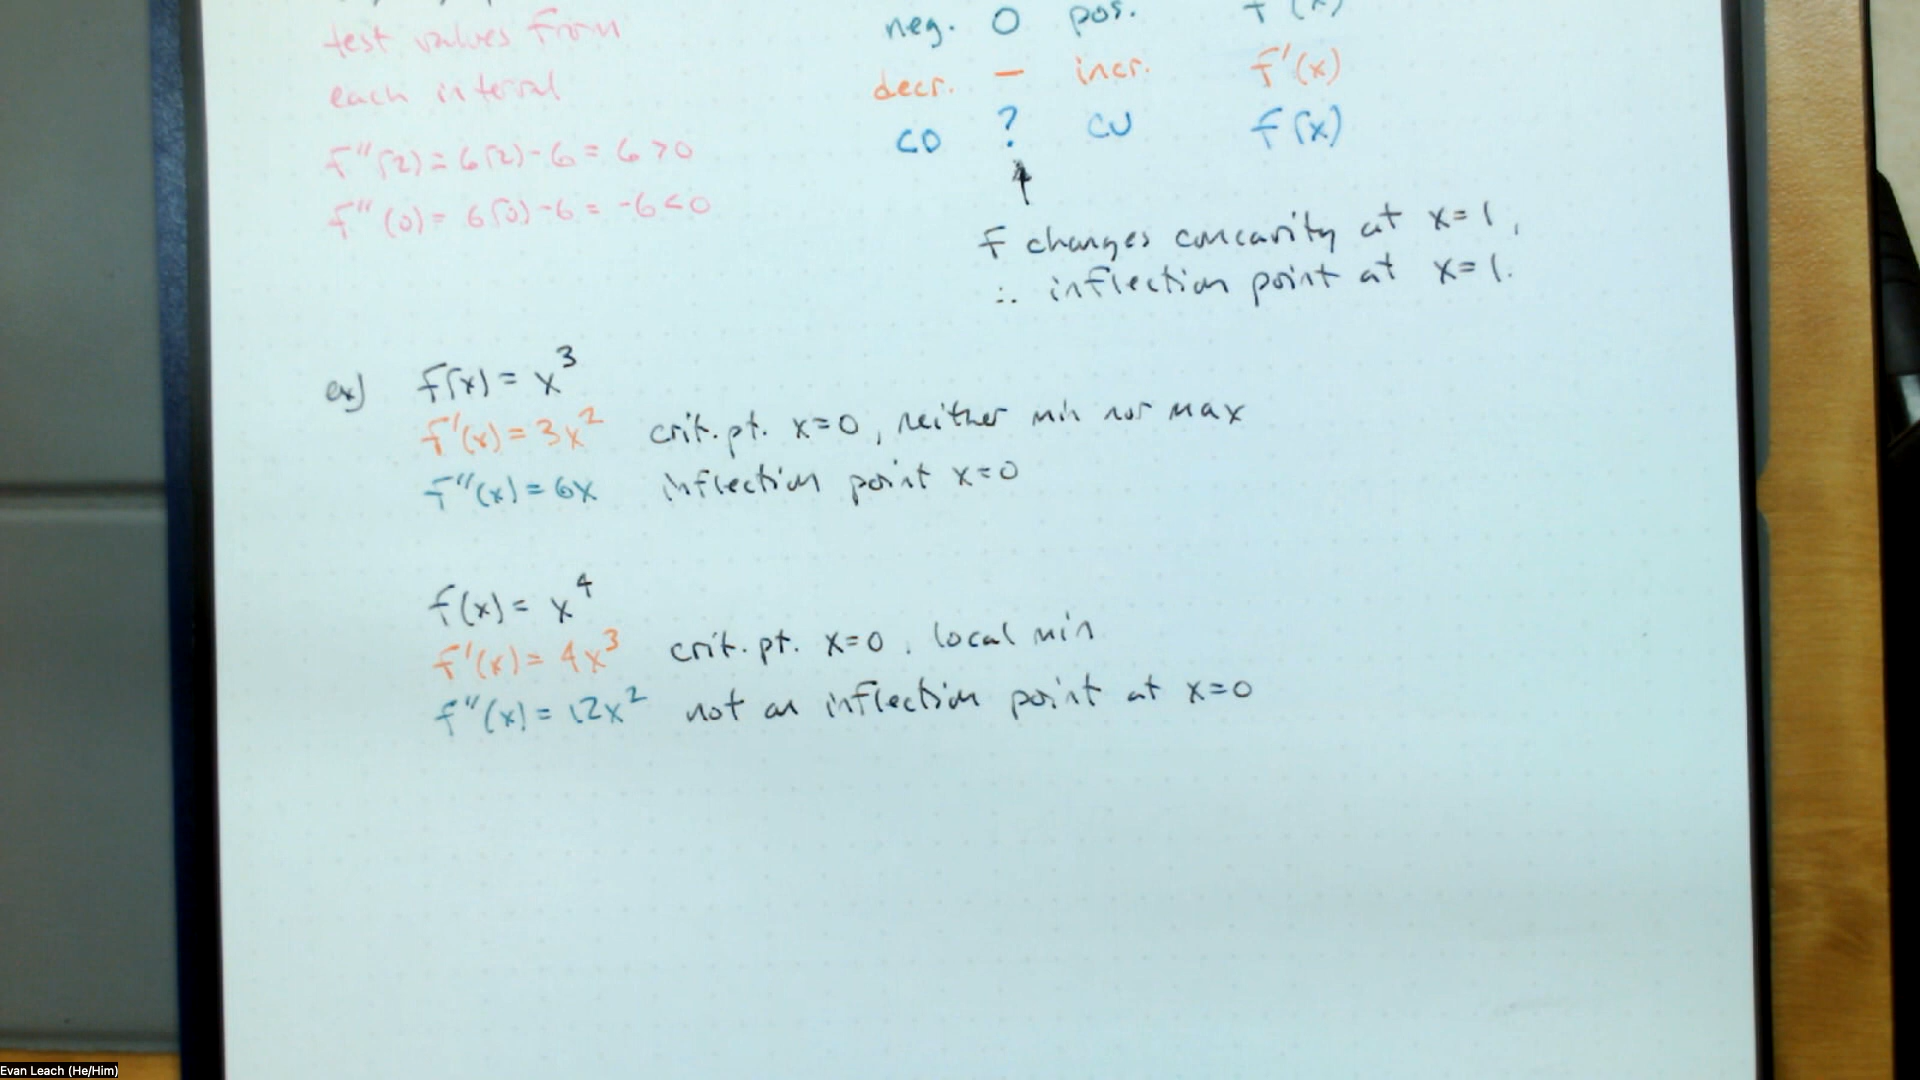 test values from
each interval
f''(2) = 6(2)-6 = 6 > 0
f''(0) = 6(0)-6 = -6 < 0
neg. 0 pos.
decr. — incr. f'(x)
CD ? CU f(x)
f changes concavity at x=1,
∴ inflection point at x=1.
ex) f(x) = x³
f'(x) = 3x² crit. pt. x=0, neither min nor max
f''(x) = 6x inflection point x=0
f(x) = x⁴
f'(x) = 4x³ crit. pt. x=0, local min
f''(x) = 12x² not an inflection point at x=0
Evan Leach (He/Him)